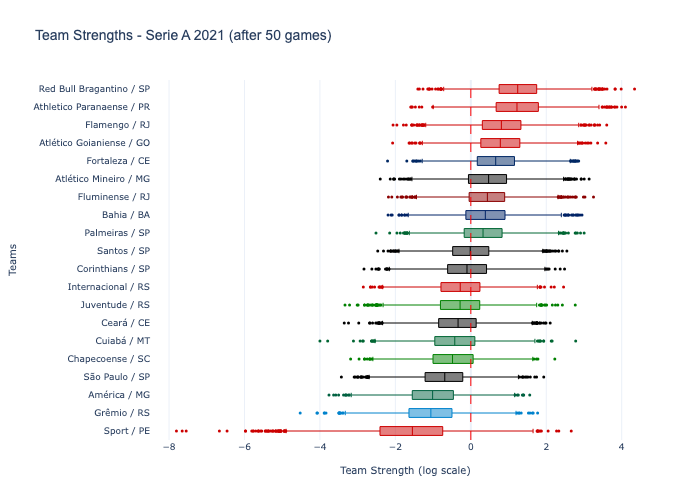 Team Strengths - Serie A 2021 (after 50 games)
Red Bull Bragantino / SP
Athletico Paranaense / PR
Flamengo / RJ
Atlético Goianiense / GO
Fortaleza / CE
Atlético Mineiro / MG
Fluminense / RJ
Bahia / BA
Palmeiras / SP
Santos / SP
Corinthians / SP
Internacional / RS
Juventude / RS
Ceará / CE
Cuiabá / MT
Chapecoense / SC
São Paulo / SP
América / MG
Grêmio / RS
Sport / PE
Teams
−8 −6 −4 −2 0 2 4
Team Strength (log scale)